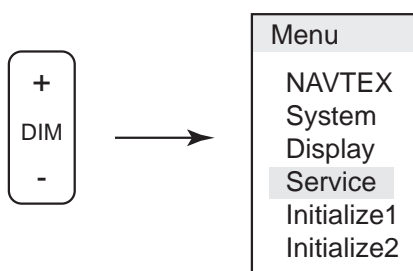 +
DIM
-
Menu
NAVTEX
System
Display
Service
Initialize1
Initialize2